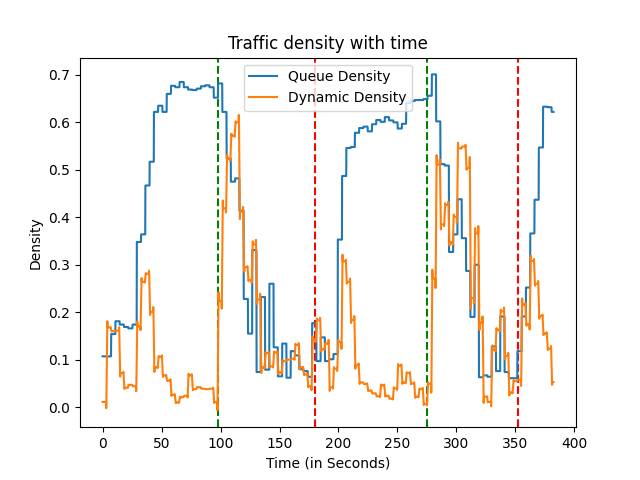 Traffic density with time
Queue Density
Dynamic Density
Density
0.7
0.6
0.5
0.4
0.3
0.2
0.1
0.0
0 50 100 150 200 250 300 350 400
Time (in Seconds)